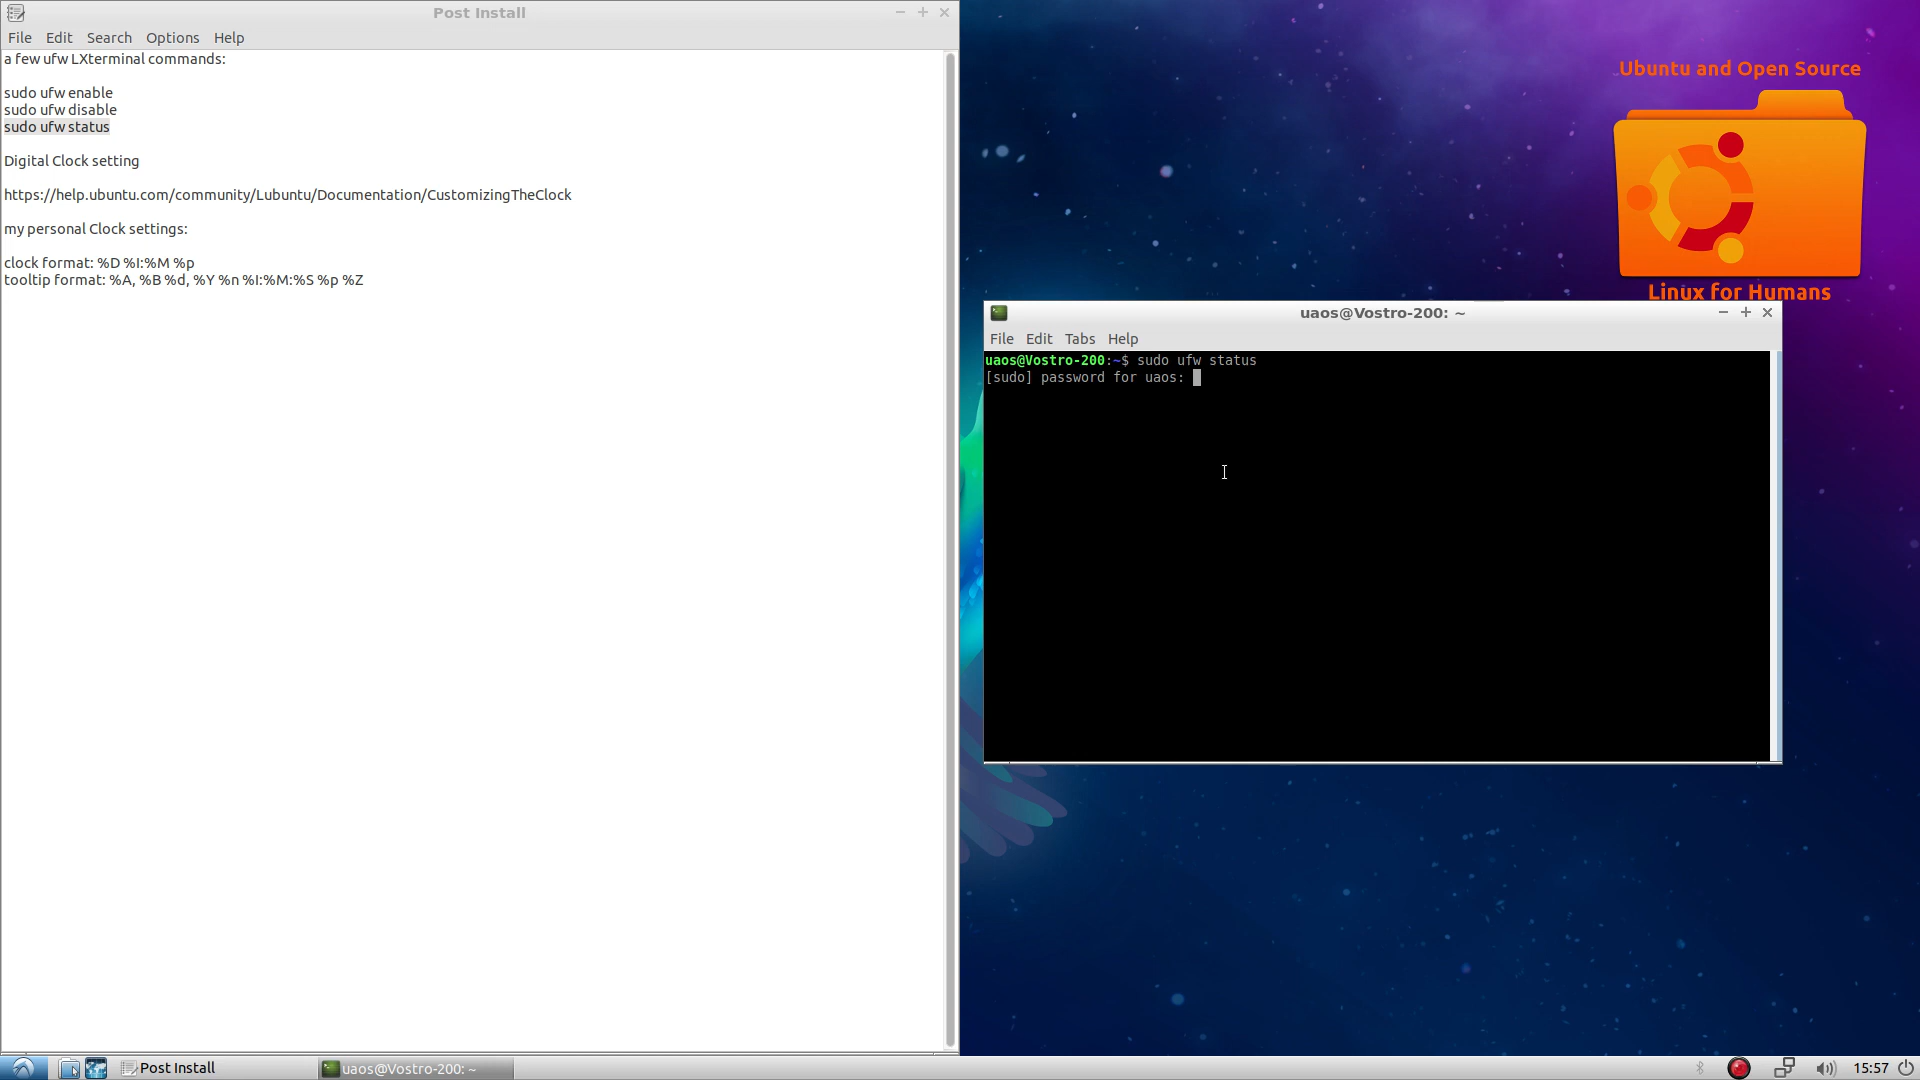 Post Install
File Edit Search Options Help
a few ufw LXterminal commands:
sudo ufw enable
sudo ufw disable
sudo ufw status
Digital Clock setting
https://help.ubuntu.com/community/Lubuntu/Documentation/CustomizingTheClock
my personal Clock settings:
clock format: %D %I:%M %p
tooltip format: %A, %B %d, %Y %n %I:%M:%S %p %Z
Ubuntu and Open Source
Linux for Humans
uaos@Vostro-200: ~
File Edit Tabs Help
uaos@Vostro-200:~$ sudo ufw status
[sudo] password for uaos:
Post Install
uaos@Vostro-200: ~
15:57